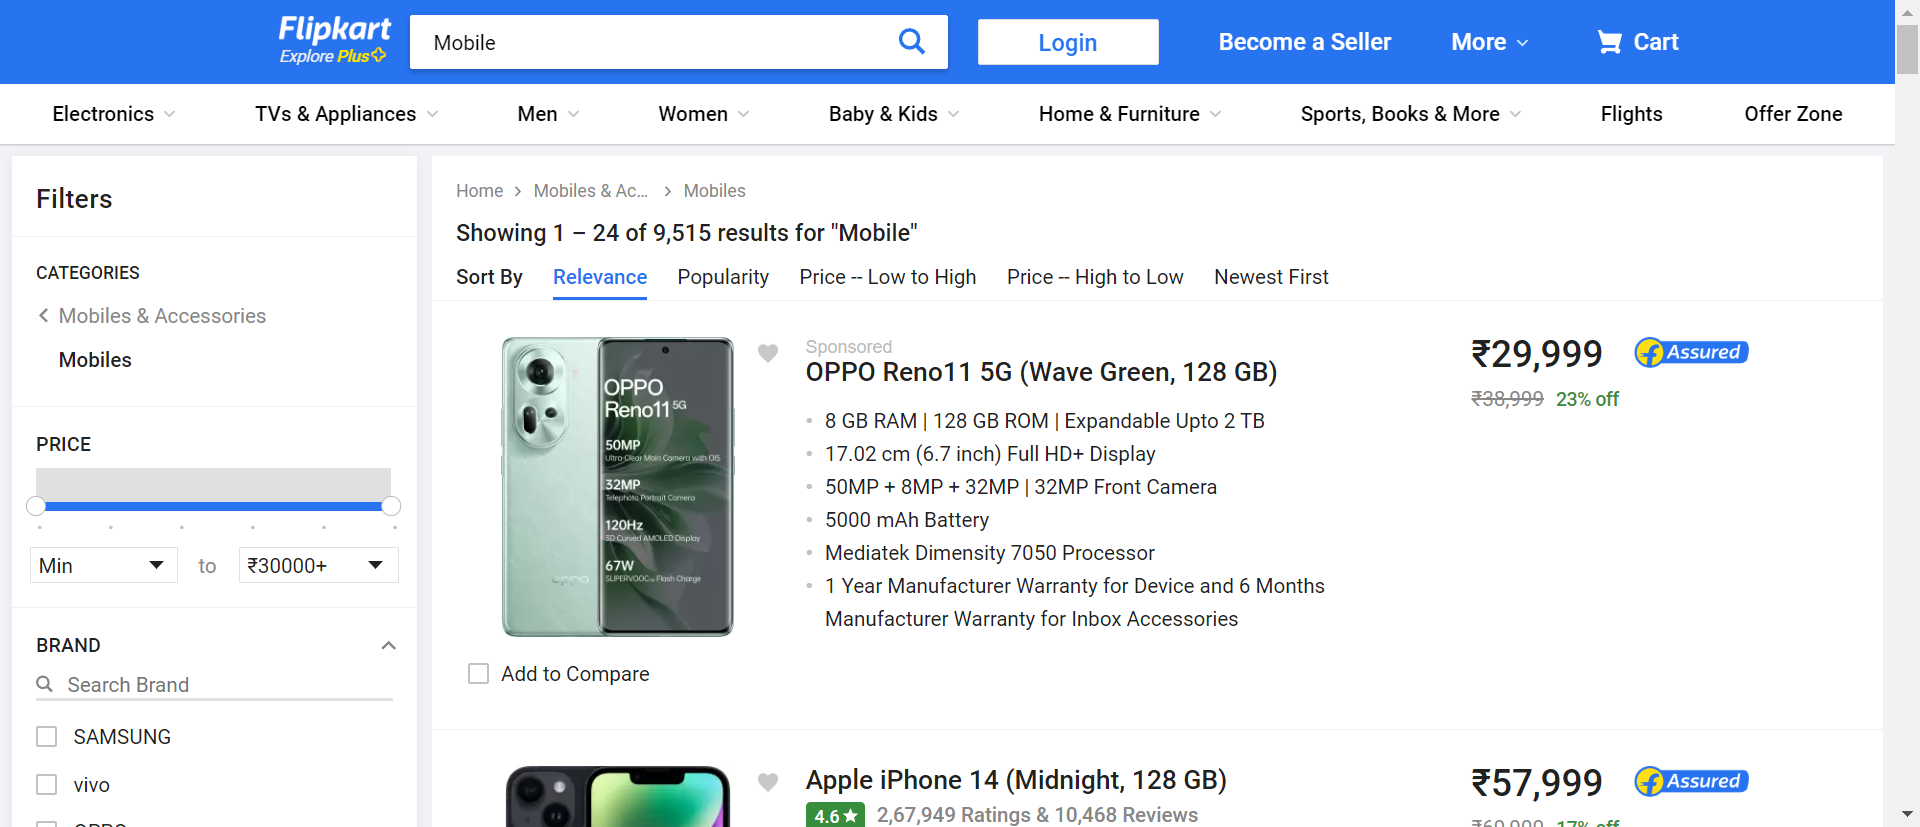 Flipkart
Explore Plus
Mobile
Login
Become a Seller
More
Cart
Electronics
TVs & Appliances
Men
Women
Baby & Kids
Home & Furniture
Sports, Books & More
Flights
Offer Zone
Filters
CATEGORIES
Mobiles & Accessories
Mobiles
PRICE
Min
to
₹30000+
BRAND
Search Brand
SAMSUNG
vivo
OPPO
Home
Mobiles & Ac...
Mobiles
Showing 1 – 24 of 9,515 results for "Mobile"
Sort By
Relevance
Popularity
Price -- Low to High
Price -- High to Low
Newest First
OPPO
Reno11 5G
50MP
Ultra-Clear Main Camera with OIS
32MP
Telephoto Portrait Camera
120Hz
3D Curved AMOLED Display
67W
SUPERVOOC™ Flash Charge
oppo
Add to Compare
Sponsored
OPPO Reno11 5G (Wave Green, 128 GB)
8 GB RAM | 128 GB ROM | Expandable Upto 2 TB
17.02 cm (6.7 inch) Full HD+ Display
50MP + 8MP + 32MP | 32MP Front Camera
5000 mAh Battery
Mediatek Dimensity 7050 Processor
1 Year Manufacturer Warranty for Device and 6 Months
Manufacturer Warranty for Inbox Accessories
₹29,999
Assured
₹38,999 23% off
Apple iPhone 14 (Midnight, 128 GB)
4.6 ★ 2,67,949 Ratings & 10,468 Reviews
₹57,999
Assured
₹69,900 17% off